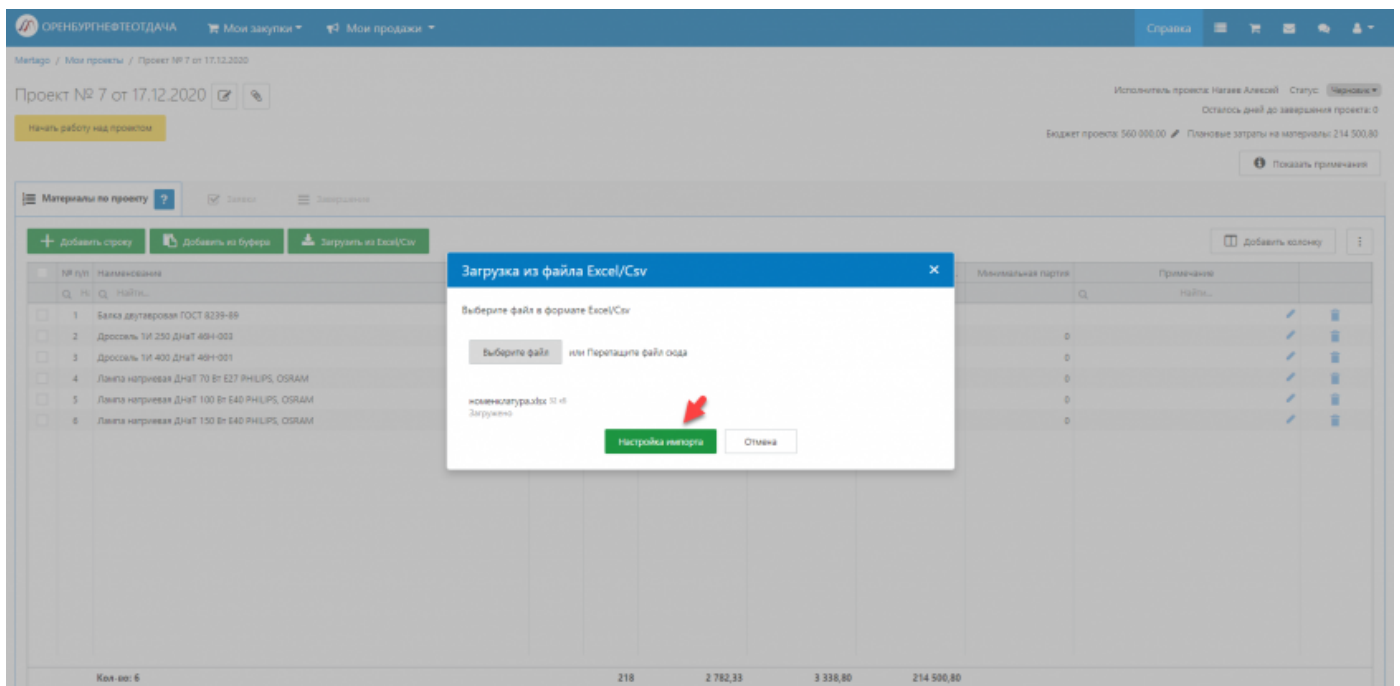 ОРЕНБУРГНЕФТЕОТДАЧА Мои закупки Мои продажи Справка
Mertago / Мои проекты / Проект № 7 от 17.12.2020
Проект № 7 от 17.12.2020
Исполнитель проекта: Нагаев Алексей Статус: Черновик
Осталось дней до завершения проекта: 0
Начать работу над проектом
Бюджет проекта: 560 000,00 Плановые затраты на материалы: 214 500,80
Показать примечания
Материалы по проекту ? Заявка Завершение
Добавить строку Добавить из буфера Загрузить из Excel/Csv Добавить колонку
№ п/п Наименование Минимальная партия Примечание
Найти... Найти...
Загрузка из файла Excel/Csv
Выберите файл в формате Excel/Csv
Выберите файл или Перетащите файл сюда
номенклатура.xlsx
Загружено
Настройка импорта Отмена
1 Балка двутавровая ГОСТ 8239-89
2 Дроссель 1И 250 ДНаТ 46Н-003 0
3 Дроссель 1И 400 ДНаТ 46Н-001 0
4 Лампа натриевая ДНаТ 70 Вт E27 PHILIPS, OSRAM 0
5 Лампа натриевая ДНаТ 100 Вт E40 PHILIPS, OSRAM 0
6 Лампа натриевая ДНаТ 150 Вт E40 PHILIPS, OSRAM 0
Кол-во: 6 218 2 782,33 3 338,80 214 500,80